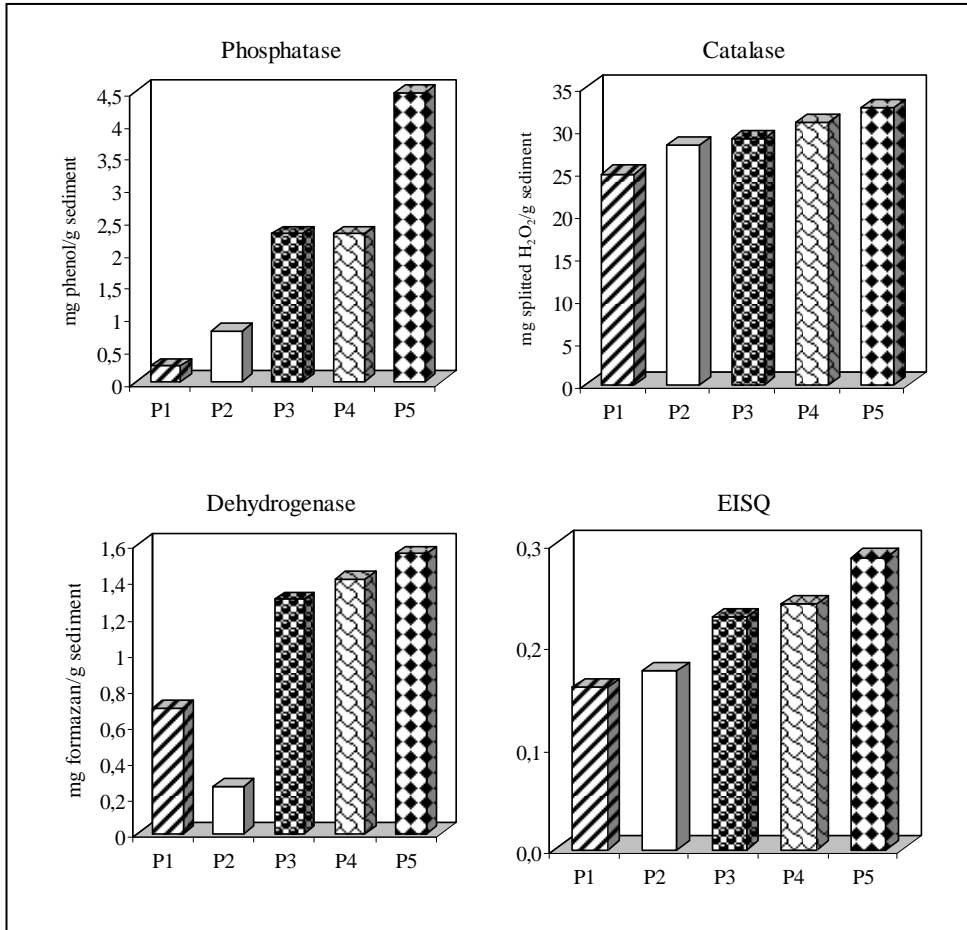 Phosphatase
mg phenol/g sediment
4,5
4
3,5
3
2,5
2
1,5
1
0,5
0
P1 P2 P3 P4 P5
Catalase
mg splitted H₂O₂/g sediment
35
30
25
20
15
10
5
0
P1 P2 P3 P4 P5
Dehydrogenase
mg formazan/g sediment
1,6
1,4
1,2
1
0,8
0,6
0,4
0,2
0
P1 P2 P3 P4 P5
EISQ
0,3
0,2
0,1
0,0
P1 P2 P3 P4 P5